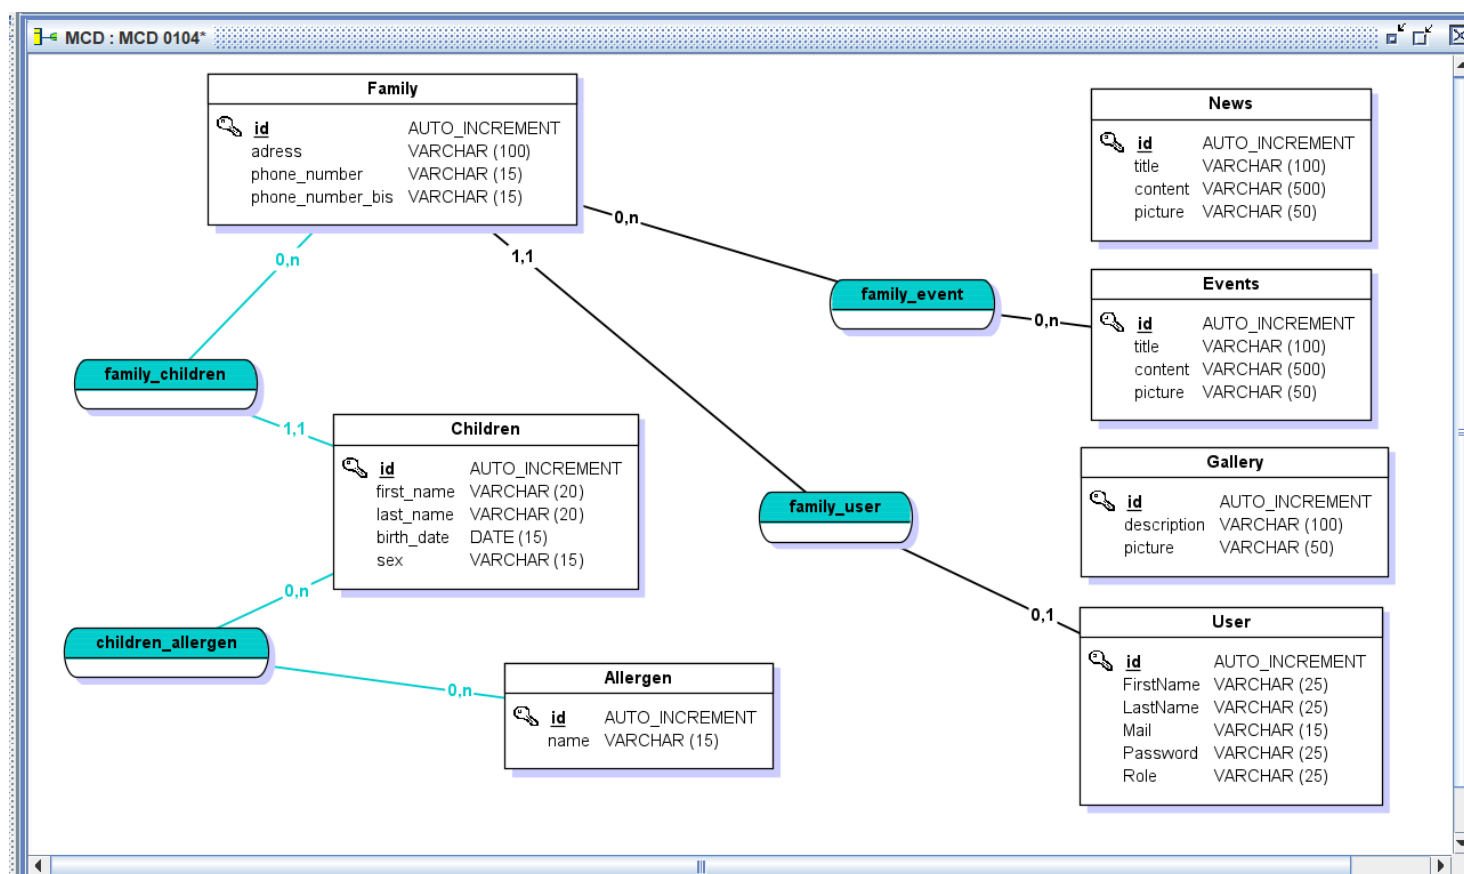 MCD : MCD 0104*
Family
id AUTO_INCREMENT
adress VARCHAR (100)
phone_number VARCHAR (15)
phone_number_bis VARCHAR (15)
0,n
1,1
0,n
family_children
1,1
Children
id AUTO_INCREMENT
first_name VARCHAR (20)
last_name VARCHAR (20)
birth_date DATE (15)
sex VARCHAR (15)
0,n
children_allergen
0,n
Allergen
id AUTO_INCREMENT
name VARCHAR (15)
family_event
0,n
family_user
0,1
News
id AUTO_INCREMENT
title VARCHAR (100)
content VARCHAR (500)
picture VARCHAR (50)
Events
id AUTO_INCREMENT
title VARCHAR (100)
content VARCHAR (500)
picture VARCHAR (50)
Gallery
id AUTO_INCREMENT
description VARCHAR (100)
picture VARCHAR (50)
User
id AUTO_INCREMENT
FirstName VARCHAR (25)
LastName VARCHAR (25)
Mail VARCHAR (15)
Password VARCHAR (25)
Role VARCHAR (25)